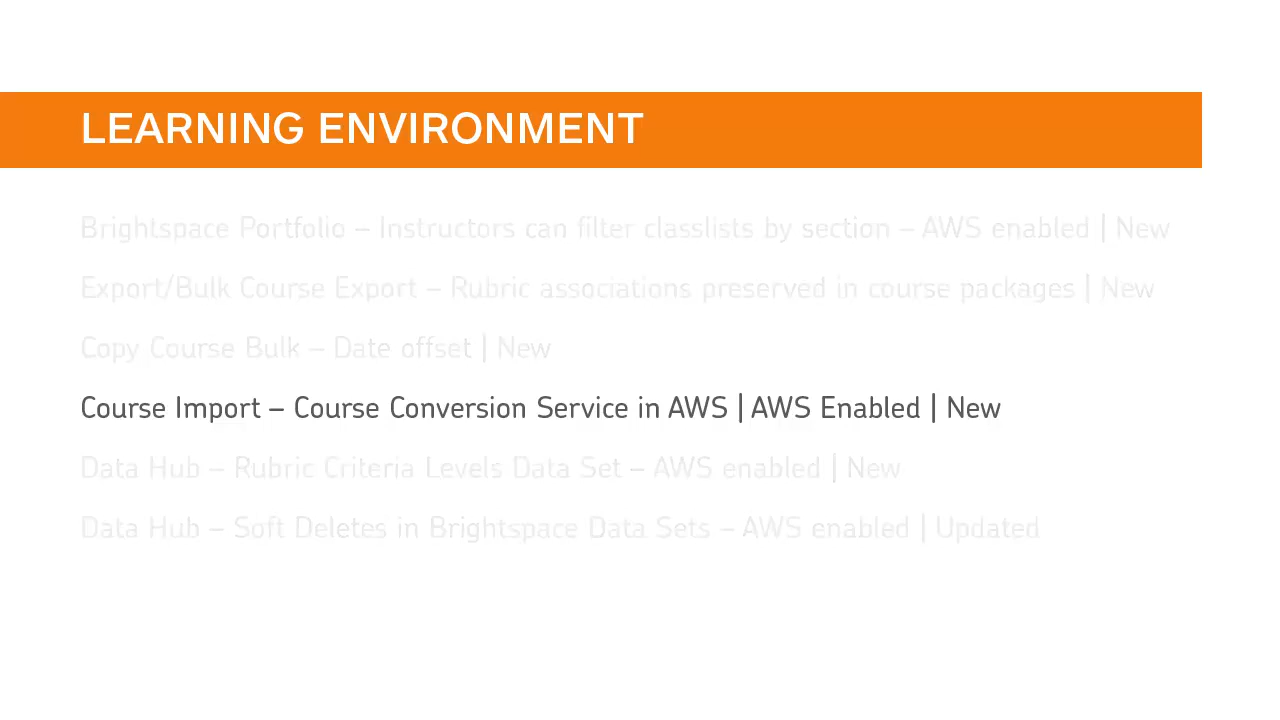 LEARNING ENVIRONMENT
Brightspace Portfolio – Instructors can filter classlists by section – AWS enabled | New
Export/Bulk Course Export – Rubric associations preserved in course packages | New
Copy Course Bulk – Date offset | New
Course Import – Course Conversion Service in AWS | AWS Enabled | New
Data Hub – Rubric Criteria Levels Data Set – AWS enabled | New
Data Hub – Soft Deletes in Brightspace Data Sets – AWS enabled | Updated